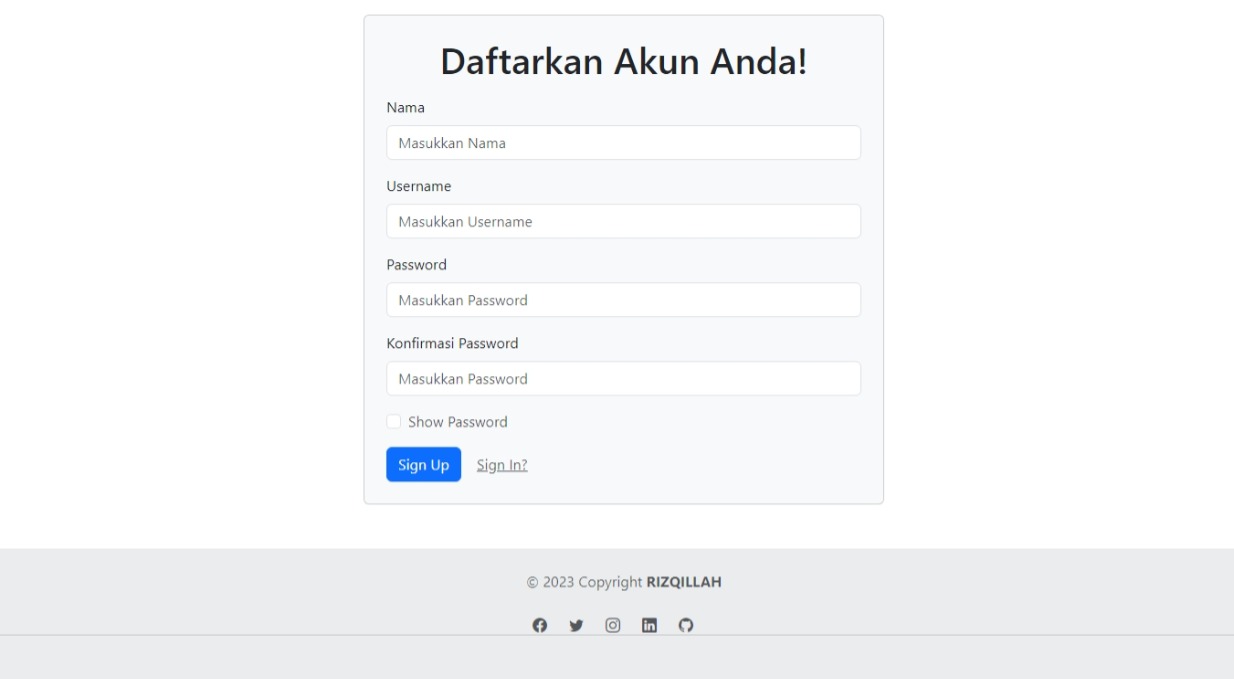 Daftarkan Akun Anda!
Nama
Masukkan Nama
Username
Masukkan Username
Password
Masukkan Password
Konfirmasi Password
Masukkan Password
Show Password
Sign Up Sign In?
© 2023 Copyright RIZQILLAH